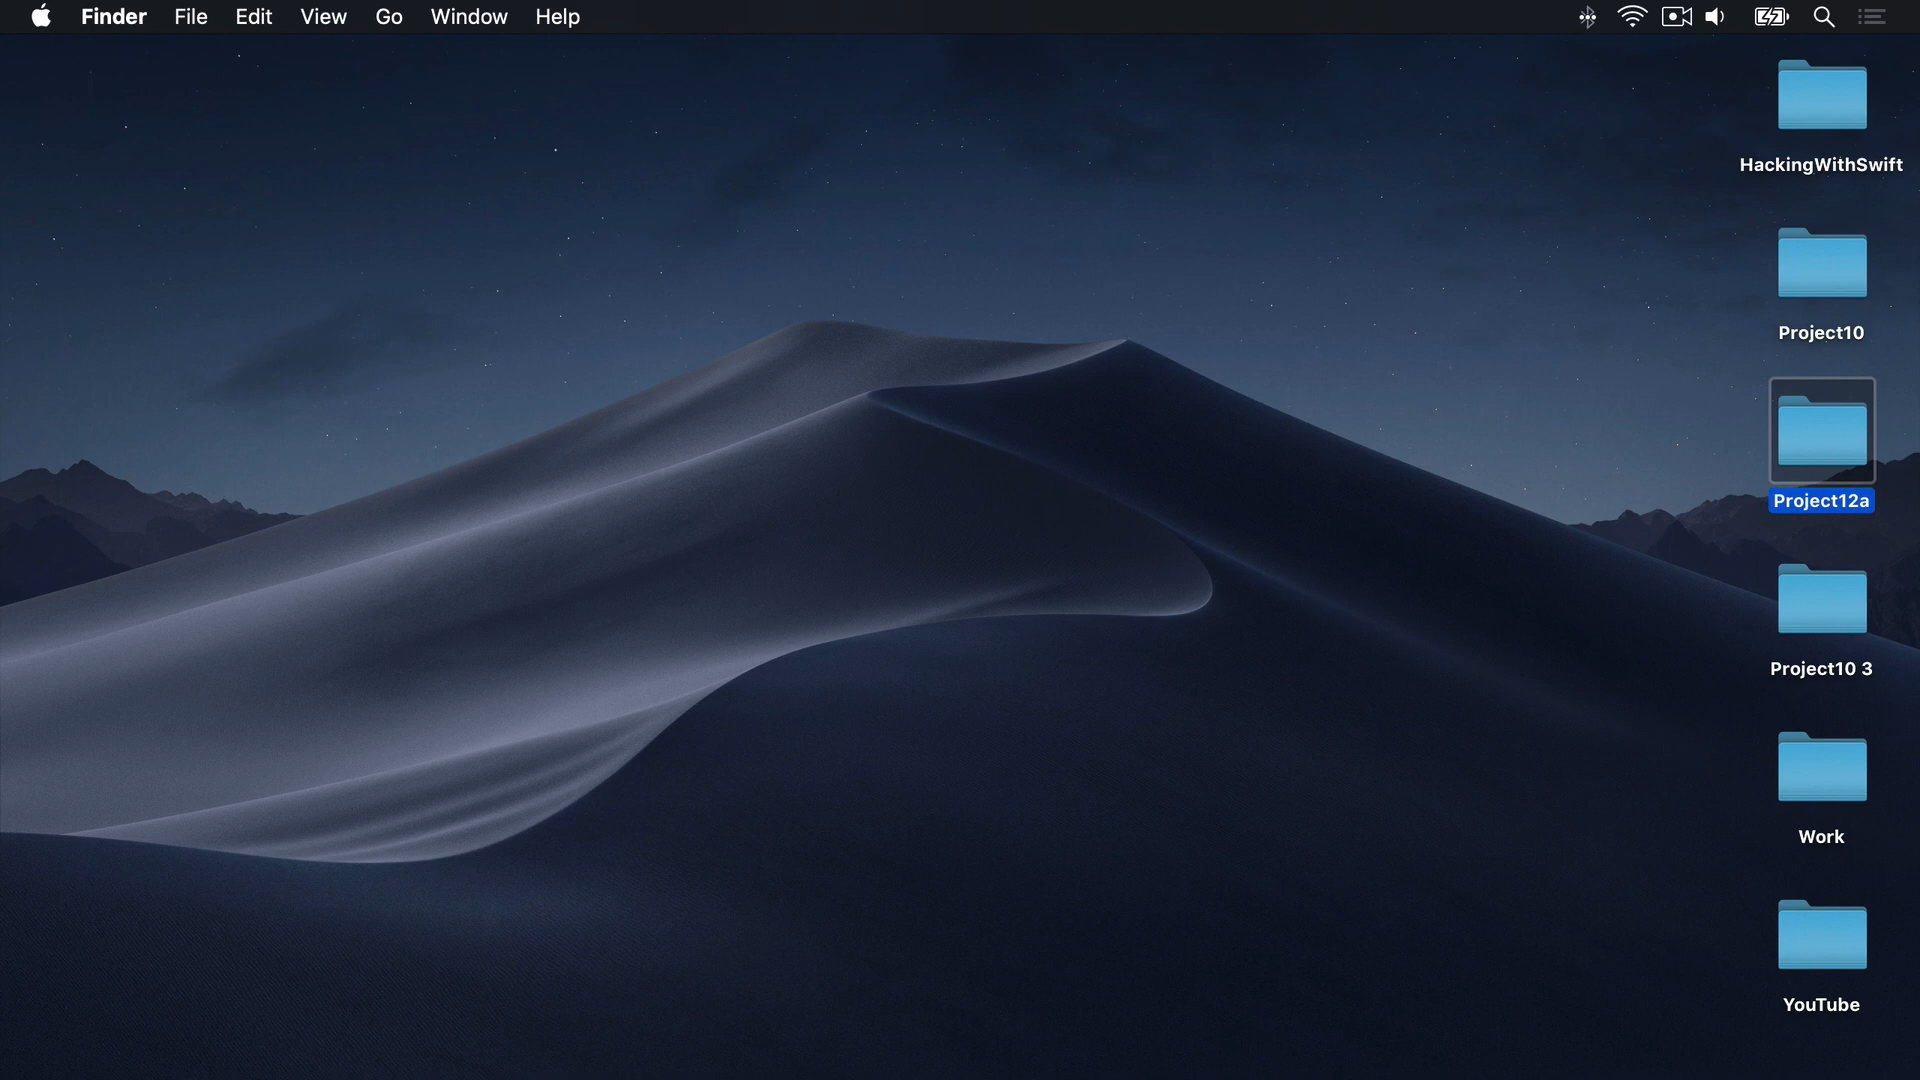 Finder File Edit View Go Window Help
HackingWithSwift
Project10
Project12a
Project10 3
Work
YouTube